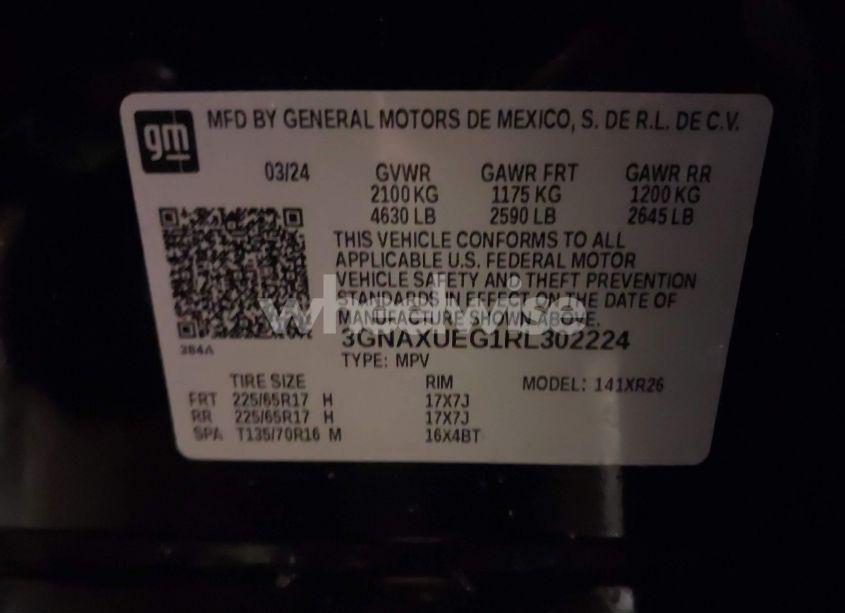 gm MFD BY GENERAL MOTORS DE MEXICO, S. DE R.L. DE C.V.
03/24 GVWR GAWR FRT GAWR RR
2100 KG 1175 KG 1200 KG
4630 LB 2590 LB 2645 LB
THIS VEHICLE CONFORMS TO ALL
APPLICABLE U.S. FEDERAL MOTOR
VEHICLE SAFETY AND THEFT PREVENTION
STANDARDS IN EFFECT ON THE DATE OF
MANUFACTURE SHOWN ABOVE.
wheelwise
3GNAXUEG1RL302224
384A
TYPE: MPV
TIRE SIZE RIM MODEL: 141XR26
FRT 225/65R17 H 17X7J
RR 225/65R17 H 17X7J
SPA T135/70R16 M 16X4BT